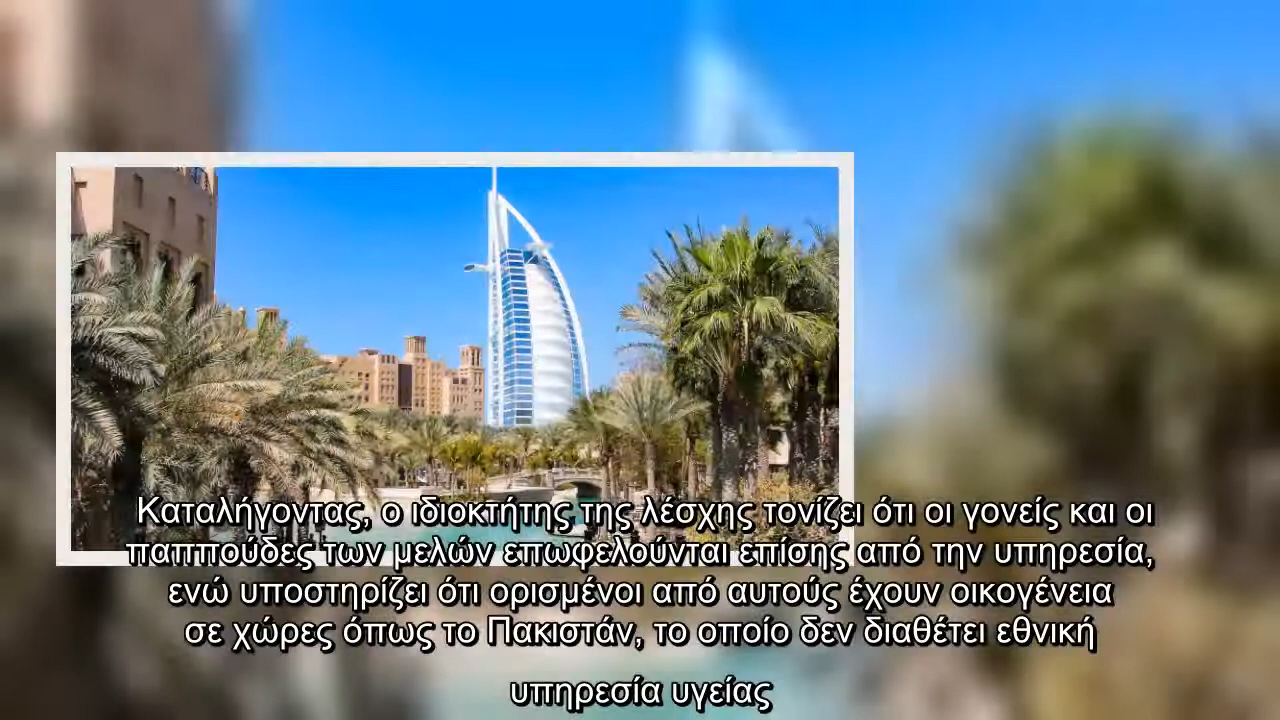 Καταλήγοντας, ο ιδιοκτήτης της λέσχης τονίζει ότι οι γονείς και οι
παππούδες των μελών επωφελούνται επίσης από την υπηρεσία,
ενώ υποστηρίζει ότι ορισμένοι από αυτούς έχουν οικογένεια
σε χώρες όπως το Πακιστάν, το οποίο δεν διαθέτει εθνική
υπηρεσία υγείας